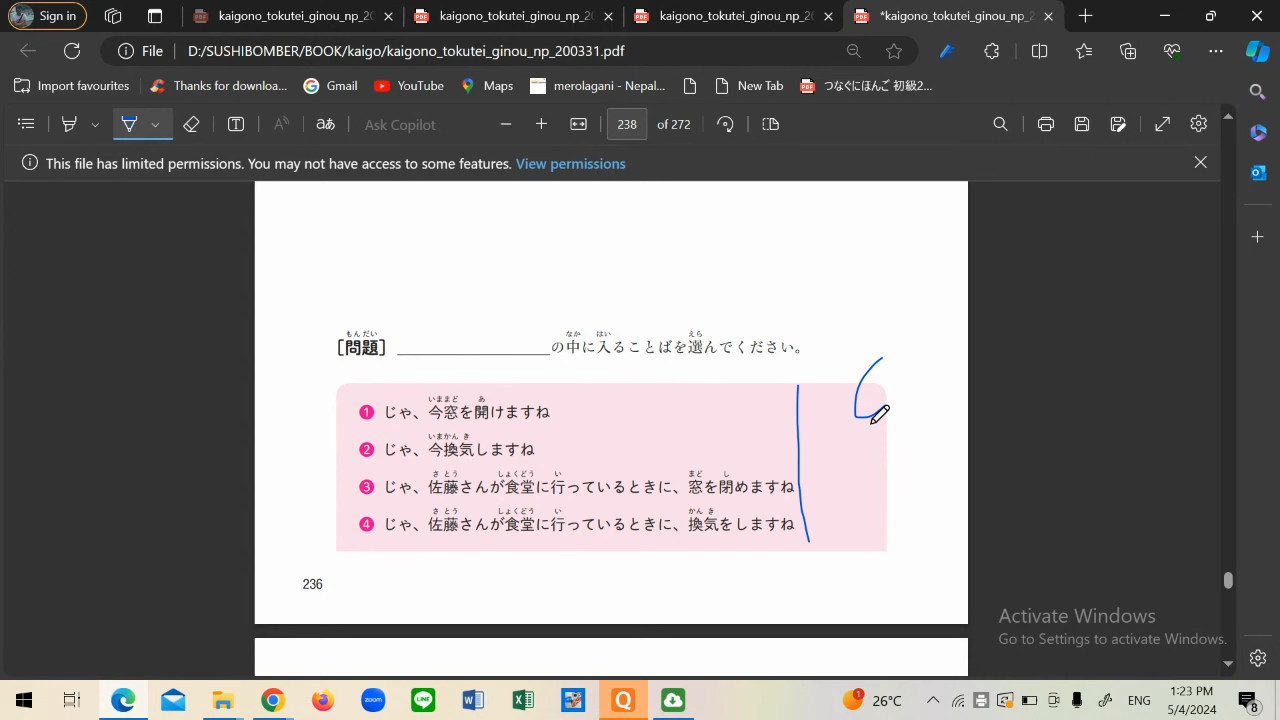 Sign in
kaigono_tokutei_ginou_np_20
kaigono_tokutei_ginou_np_20
kaigono_tokutei_ginou_np_20
*kaigono_tokutei_ginou_np_2
File
D:/SUSHIBOMBER/BOOK/kaigo/kaigono_tokutei_ginou_np_200331.pdf
Import favourites
Thanks for downloa...
Gmail
YouTube
Maps
merolagani - Nepal...
New Tab
つなぐにほんご 初級2...
Ask Copilot
238
of 272
This file has limited permissions. You may not have access to some features. View permissions
もんだい なか はい えら
[問題] ____________の中に入ることばを選んでください。
いままど あ
1 じゃ、今窓を開けますね
いまかん き
2 じゃ、今換気しますね
さ とう しょくどう い まど し
3 じゃ、佐藤さんが食堂に行っているときに、窓を閉めますね
さ とう しょくどう い かん き
4 じゃ、佐藤さんが食堂に行っているときに、換気をしますね
236
Activate Windows
Go to Settings to activate Windows.
26°C
ENG
1:23 PM
5/4/2024
8